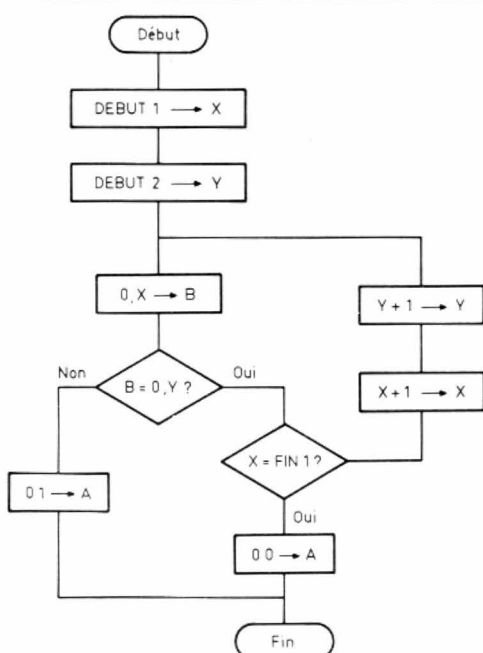 Début
DEBUT 1 → X
DEBUT 2 → Y
0,X → B
Y + 1 → Y
Non
B = 0,Y ?
Oui
X + 1 → X
X = FIN 1 ?
0 1 → A
Oui
0 0 → A
Fin